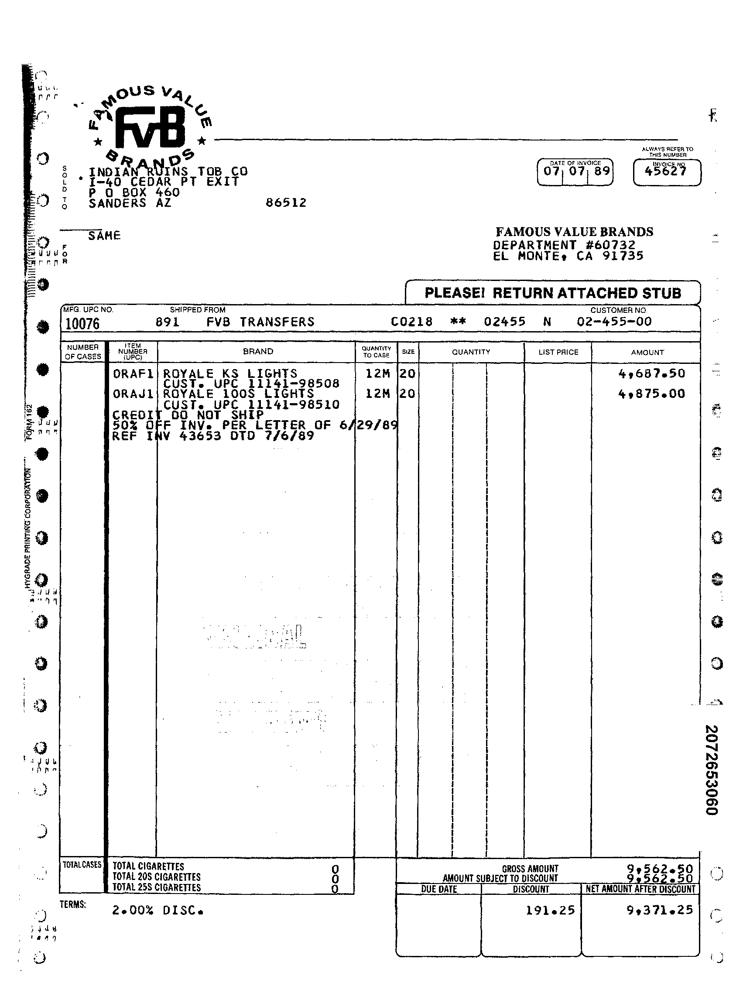 FAMOUS VALUE
FVB
BRANDS
ALWAYS REFER TO
THIS NUMBER
SOLD TO
INDIAN RUINS TOB CO
I-40 CEDAR PT EXIT
P O BOX 460
SANDERS AZ 86512
DATE OF INVOICE
07 07 89
INVOICE NO.
45627
FOR
SAME
FAMOUS VALUE BRANDS
DEPARTMENT #60732
EL MONTE, CA 91735
PLEASE! RETURN ATTACHED STUB
MFG. UPC NO. SHIPPED FROM CUSTOMER NO.
10076 891 FVB TRANSFERS C0218 ** 02455 N 02-455-00
NUMBER OF CASES ITEM NUMBER (UPC) BRAND QUANTITY TO CASE SIZE QUANTITY LIST PRICE AMOUNT
0RAF1 ROYALE KS LIGHTS 12M 20 4,687.50
CUST. UPC 11141-98508
0RAJ1 ROYALE 100S LIGHTS 12M 20 4,875.00
CUST. UPC 11141-98510
CREDIT DO NOT SHIP
50% OFF INV. PER LETTER OF 6/29/89
REF INV 43653 DTD 7/6/89
FORM 162
HYGRADE PRINTING CORPORATION
2072653060
TOTAL CASES TOTAL CIGARETTES 0 GROSS AMOUNT 9,562.50
TOTAL 20S CIGARETTES 0 AMOUNT SUBJECT TO DISCOUNT 9,562.50
TOTAL 25S CIGARETTES 0 DUE DATE DISCOUNT NET AMOUNT AFTER DISCOUNT
TERMS: 2.00% DISC. 191.25 9,371.25